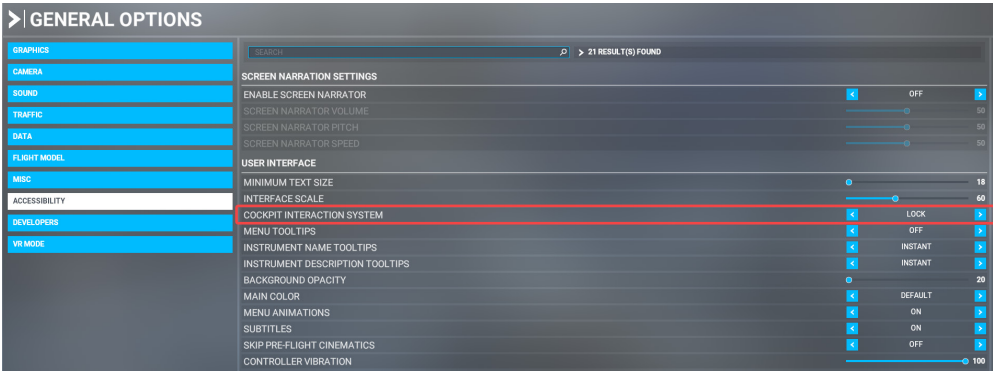 GENERAL OPTIONS
GRAPHICS
CAMERA
SOUND
TRAFFIC
DATA
FLIGHT MODEL
MISC
ACCESSIBILITY
DEVELOPERS
VR MODE
SEARCH 21 RESULT(S) FOUND
SCREEN NARRATION SETTINGS
ENABLE SCREEN NARRATOR OFF
SCREEN NARRATOR VOLUME 50
SCREEN NARRATOR PITCH 50
SCREEN NARRATOR SPEED 50
USER INTERFACE
MINIMUM TEXT SIZE 18
INTERFACE SCALE 60
COCKPIT INTERACTION SYSTEM LOCK
MENU TOOLTIPS OFF
INSTRUMENT NAME TOOLTIPS INSTANT
INSTRUMENT DESCRIPTION TOOLTIPS INSTANT
BACKGROUND OPACITY 20
MAIN COLOR DEFAULT
MENU ANIMATIONS ON
SUBTITLES ON
SKIP PRE-FLIGHT CINEMATICS OFF
CONTROLLER VIBRATION 100